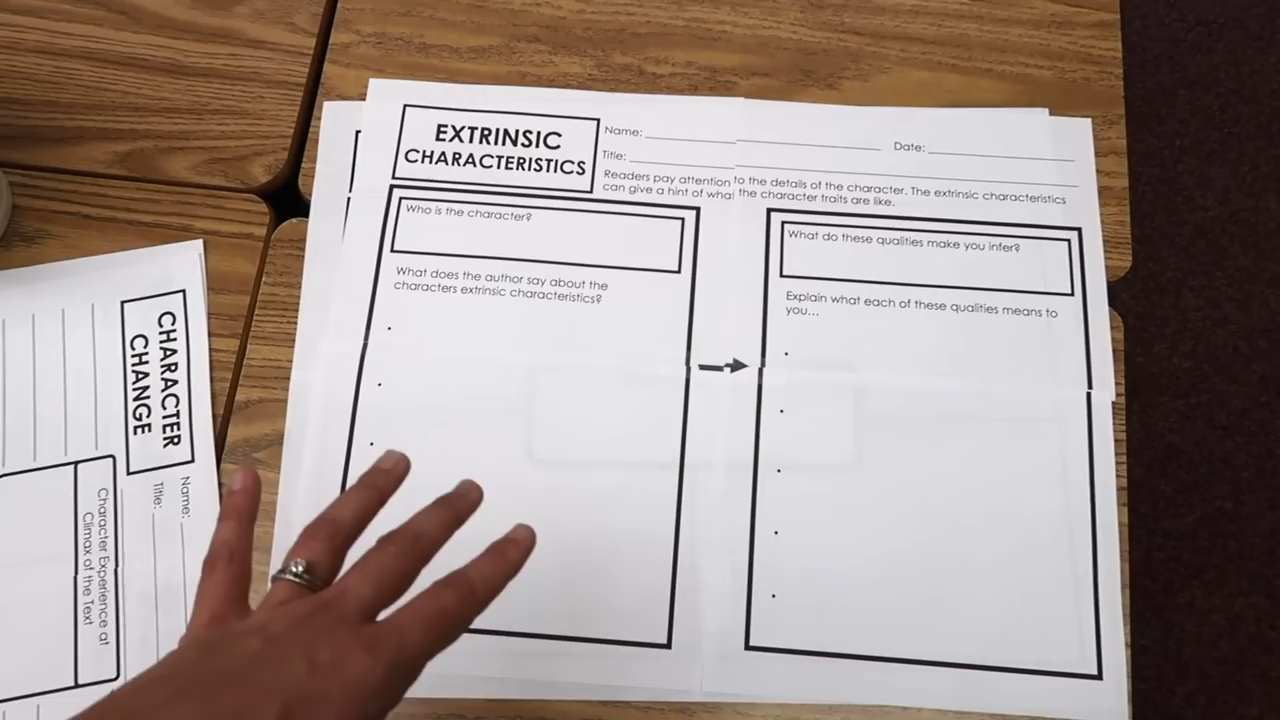 EXTRINSIC
CHARACTERISTICS
Name:
Date:
Title:
Readers pay attention to the details of the character. The extrinsic characteristics
can give a hint of what the character traits are like.
Who is the character?
What does the author say about the
characters extrinsic characteristics?
What do these qualities make you infer?
Explain what each of these qualities means to
you...
CHARACTER
CHANGE
Name:
Title:
Character Experience at
Climax of the Text